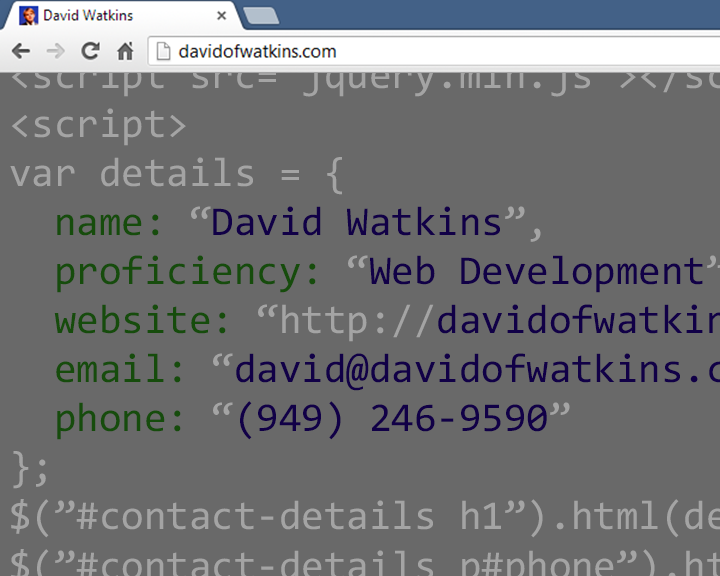 David Watkins
davidofwatkins.com
<script src="jquery.min.js"></sc
<script>
var details = {
name: “David Watkins”,
proficiency: “Web Development”
website: “http://davidofwatkin
email: “david@davidofwatkins.c
phone: “(949) 246-9590”
};
$(”#contact-details h1”).html(de
$(”#contact-details p#phone”).ht